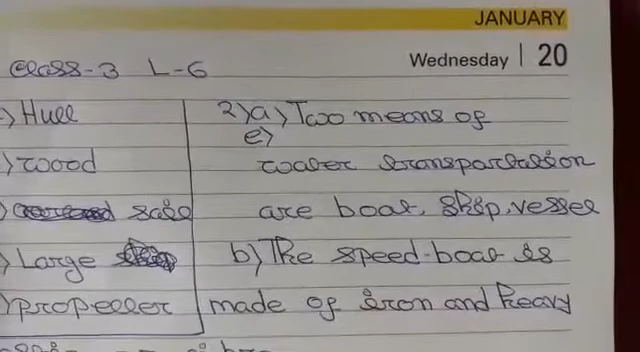 JANUARY
Wednesday 20
Class-3 L-6
) Hull
) wood
) sail
) Large
) propeller
2) a) Two means of
e)
water transportation
are boat, ship, vessel
b) The speed-boat is
made of iron and heavy